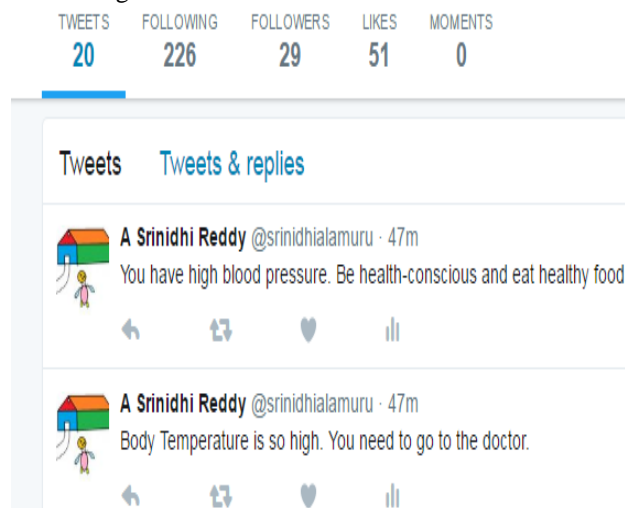 TWEETS FOLLOWING FOLLOWERS LIKES MOMENTS
20 226 29 51 0
Tweets Tweets & replies
A Srinidhi Reddy @srinidhialamuru · 47m
You have high blood pressure. Be health-conscious and eat healthy food
A Srinidhi Reddy @srinidhialamuru · 47m
Body Temperature is so high. You need to go to the doctor.